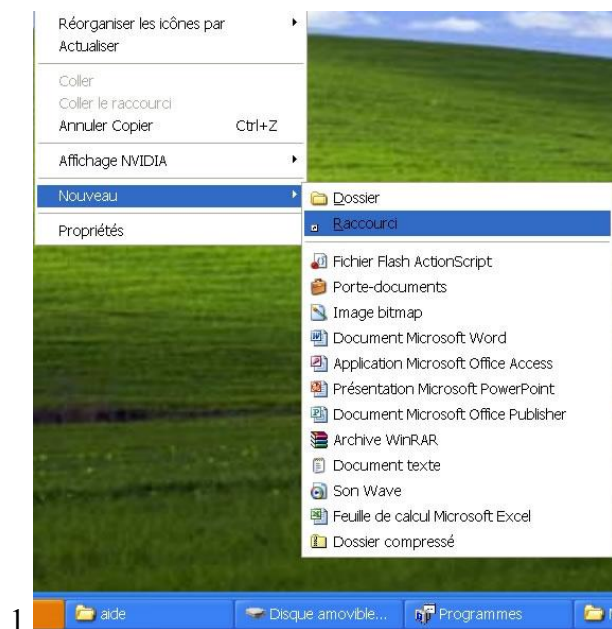 Réorganiser les icônes par
Actualiser
Coller
Coller le raccourci
Annuler Copier Ctrl+Z
Affichage NVIDIA
Nouveau
Propriétés
Dossier
Raccourci
Fichier Flash ActionScript
Porte-documents
Image bitmap
Document Microsoft Word
Application Microsoft Office Access
Présentation Microsoft PowerPoint
Document Microsoft Office Publisher
Archive WinRAR
Document texte
Son Wave
Feuille de calcul Microsoft Excel
Dossier compressé
1
aide Disque amovible... Programmes